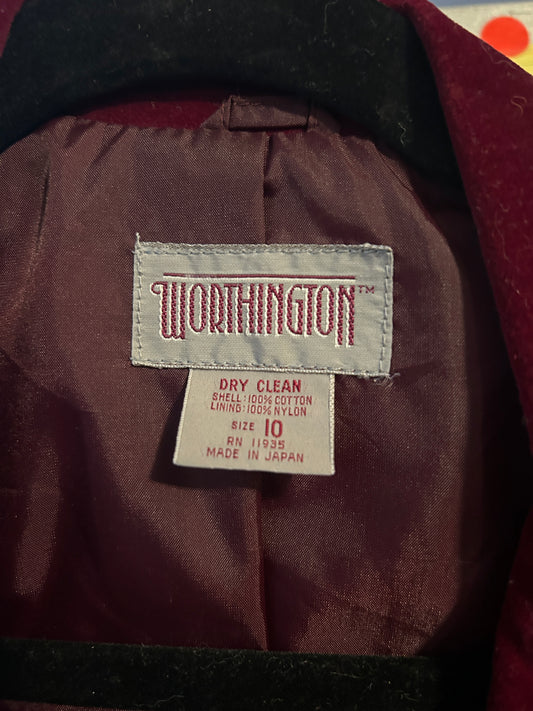 WORTHINGTON™
DRY CLEAN
SHELL: 100% COTTON
LINING: 100% NYLON
SIZE 10
RN 11935
MADE IN JAPAN